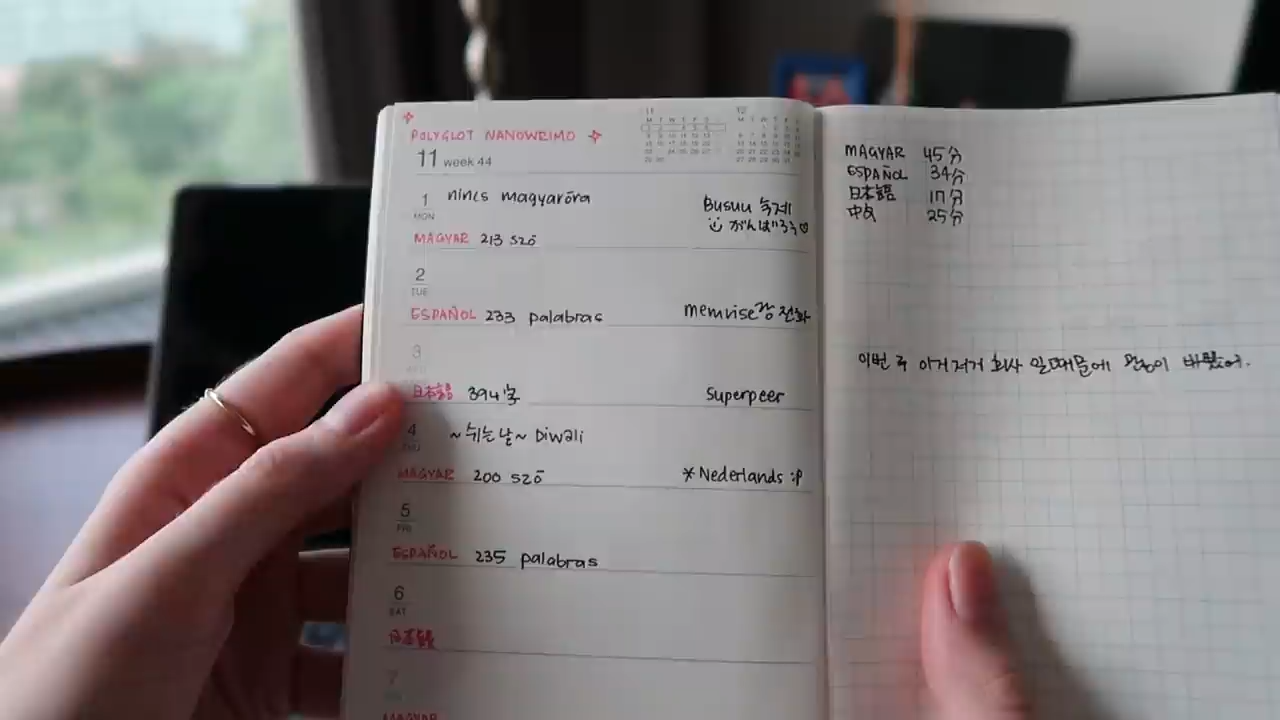 POLYGLOT NANOWRIMO
11 week 44
11
M T W T F S
12
1 MON
nincs magyaróra
Busuu 숙제
がんばろう♡
MAGYAR 213 szó
2 TUE
ESPAÑOL 233 palabras
memrise랑 전화
3
日本語 394字
Superpeer
4
~쉬는 날~ Diwali
MAGYAR 200 szó
*Nederlands :P
5 FRI
ESPAÑOL 235 palabras
6 SAT
日本語
7
MAGYAR
MAGYAR 45分
ESPAÑOL 34分
日本語 17分
中文 25分
이번 주 이거저거 회사 일 때문에 많이 바빴어.